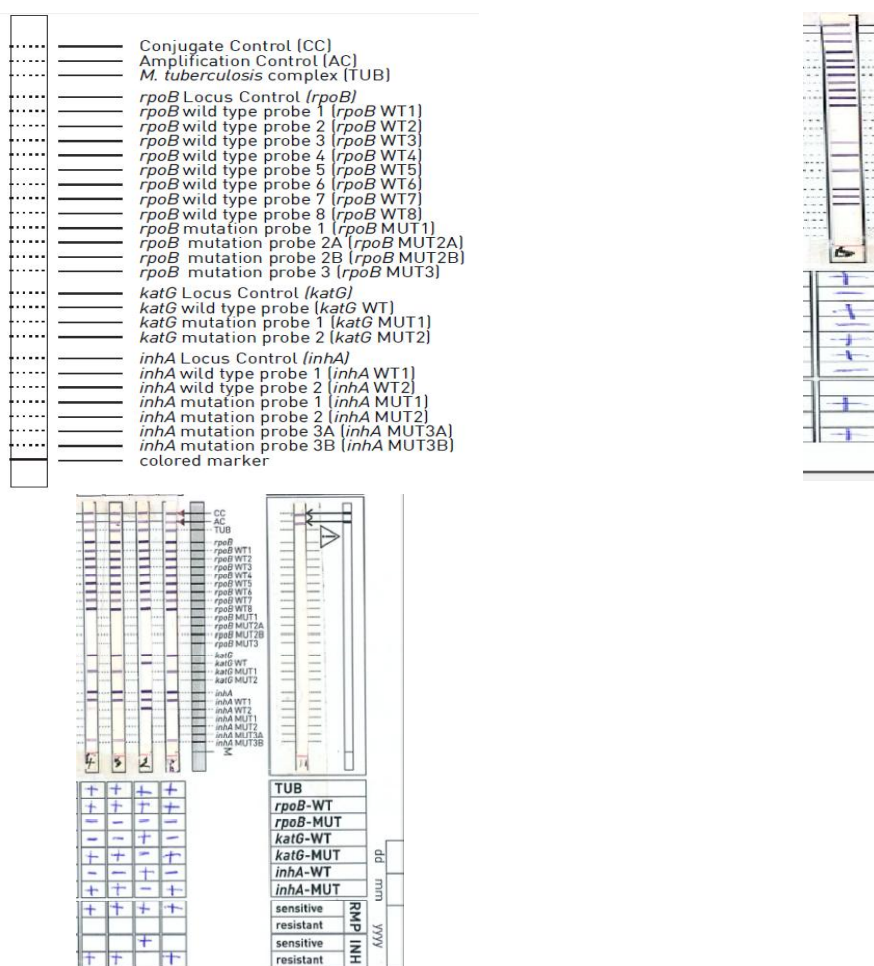 Conjugate Control (CC)
Amplification Control (AC)
M. tuberculosis complex (TUB)
rpoB Locus Control (rpoB)
rpoB wild type probe 1 (rpoB WT1)
rpoB wild type probe 2 (rpoB WT2)
rpoB wild type probe 3 (rpoB WT3)
rpoB wild type probe 4 (rpoB WT4)
rpoB wild type probe 5 (rpoB WT5)
rpoB wild type probe 6 (rpoB WT6)
rpoB wild type probe 7 (rpoB WT7)
rpoB wild type probe 8 (rpoB WT8)
rpoB mutation probe 1 (rpoB MUT1)
rpoB mutation probe 2A (rpoB MUT2A)
rpoB mutation probe 2B (rpoB MUT2B)
rpoB mutation probe 3 (rpoB MUT3)
katG Locus Control (katG)
katG wild type probe (katG WT)
katG mutation probe 1 (katG MUT1)
katG mutation probe 2 (katG MUT2)
inhA Locus Control (inhA)
inhA wild type probe 1 (inhA WT1)
inhA wild type probe 2 (inhA WT2)
inhA mutation probe 1 (inhA MUT1)
inhA mutation probe 2 (inhA MUT2)
inhA mutation probe 3A (inhA MUT3A)
inhA mutation probe 3B (inhA MUT3B)
colored marker
+
-
+
-
+
+
-
+
+
CC
AC
TUB
rpoB
rpoB WT1
rpoB WT2
rpoB WT3
rpoB WT4
rpoB WT5
rpoB WT6
rpoB WT7
rpoB WT8
rpoB MUT1
rpoB MUT2A
rpoB MUT2B
rpoB MUT3
katG
katG WT
katG MUT1
katG MUT2
inhA
inhA WT1
inhA WT2
inhA MUT1
inhA MUT2
inhA MUT3A
inhA MUT3B
M
4 3 2
11
+ + + + TUB
+ + + + rpoB-WT
- - - - rpoB-MUT
- - + - katG-WT
+ + - + katG-MUT
- - + - inhA-WT
+ + - + inhA-MUT
+ + + + sensitive RMP
resistant
+ sensitive INH
+ + + resistant
dd mm yyyy